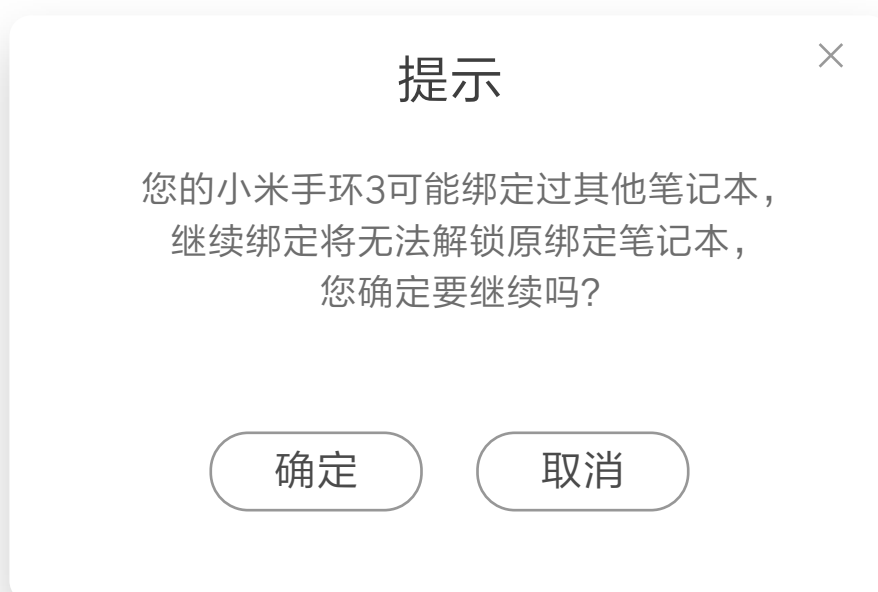 提示
您的小米手环3可能绑定过其他笔记本，
继续绑定将无法解锁原绑定笔记本，
您确定要继续吗?
确定
取消